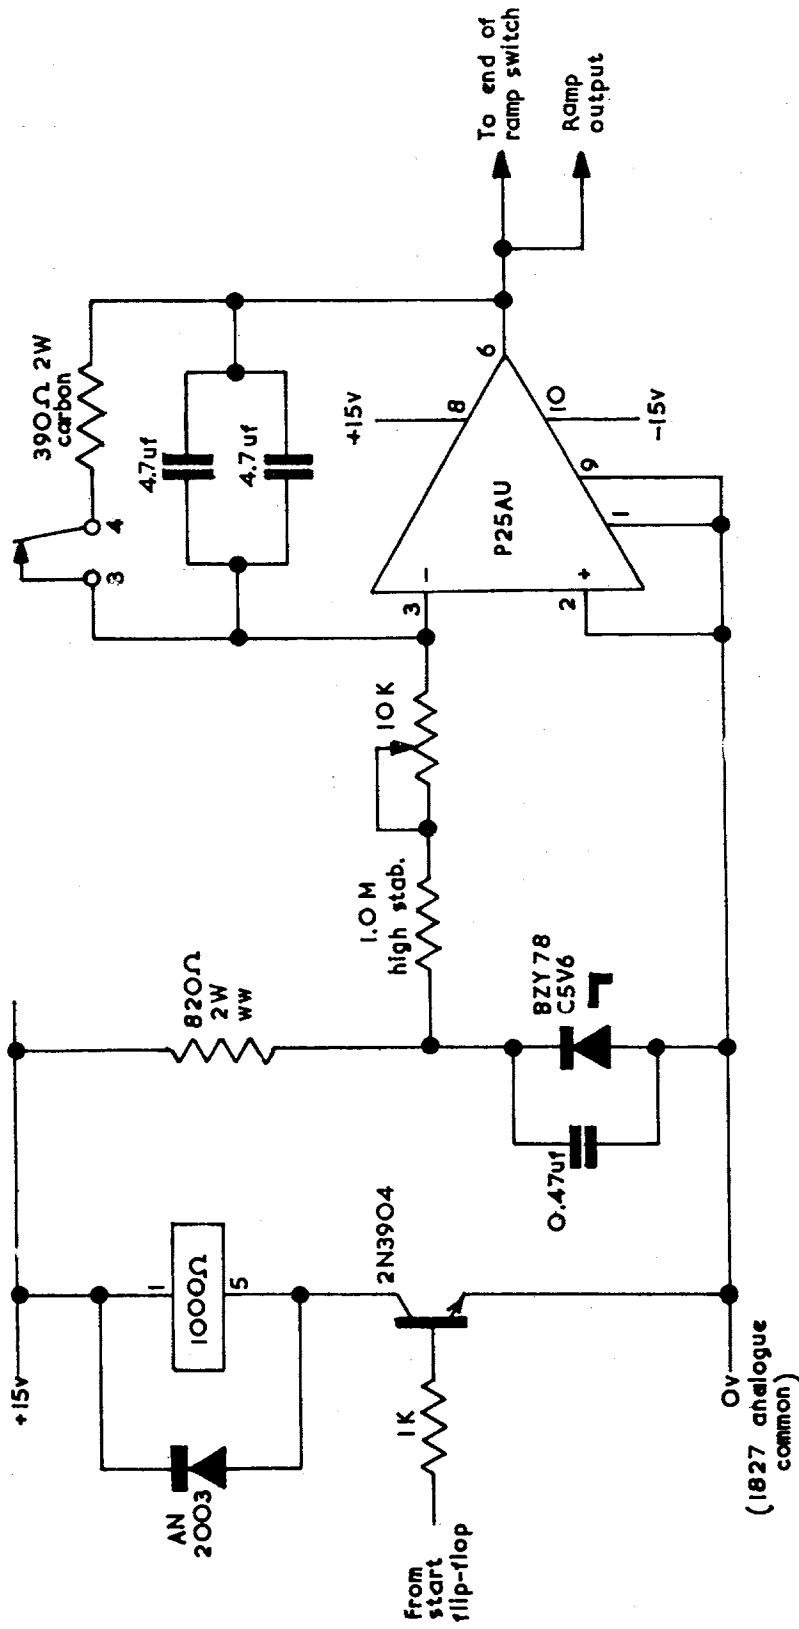 +15v
AN
2003
1
1000Ω
5
2N3904
1K
From
start
flip-flop
0v
(1827 analogue
common)
820Ω
2W
WW
0.47uf
BZY78
C5V6
1.0M
high stab.
10K
3
4
390Ω 2W
carbon
4.7uf
4.7uf
3
−
2
+
P25AU
+15v
8
6
1
9
10
−15v
To end of
ramp switch
Ramp
output